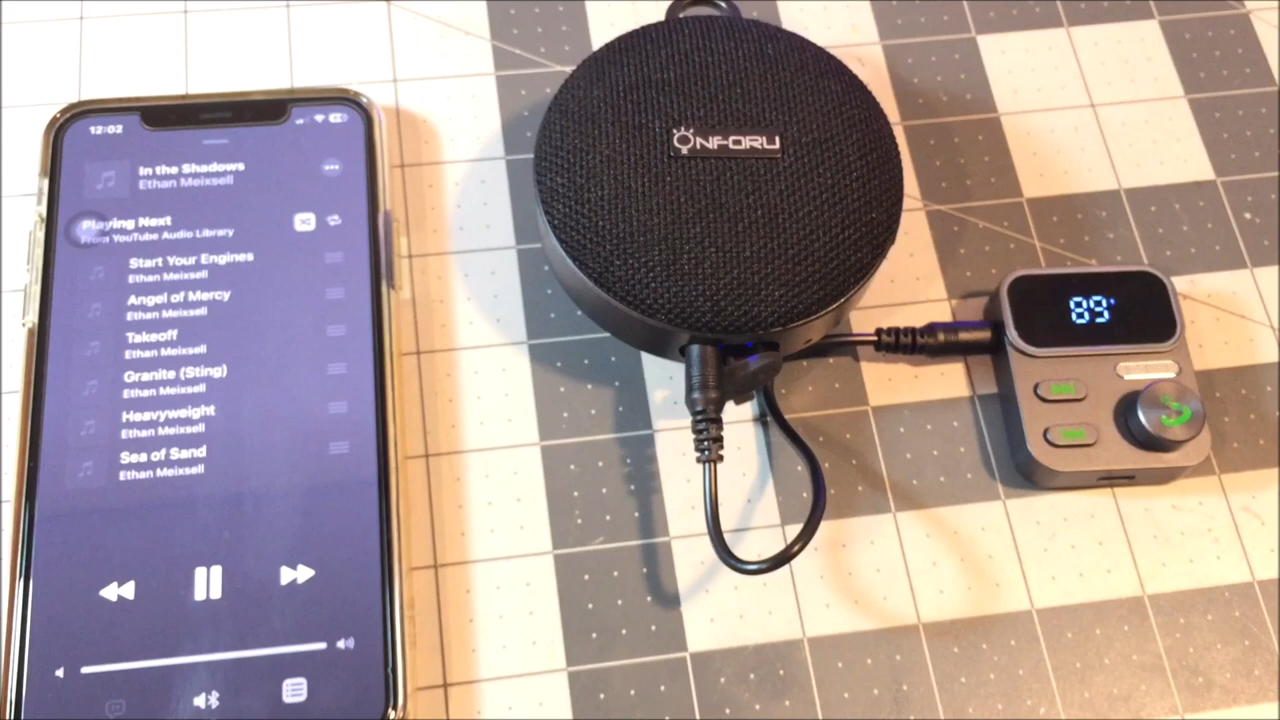 12:02
In the Shadows
Ethan Meixsell
Playing Next
From YouTube Audio Library
Start Your Engines
Ethan Meixsell
Angel of Mercy
Ethan Meixsell
Takeoff
Ethan Meixsell
Granite (Sting)
Ethan Meixsell
Heavyweight
Ethan Meixsell
Sea of Sand
Ethan Meixsell
ONFORU
89